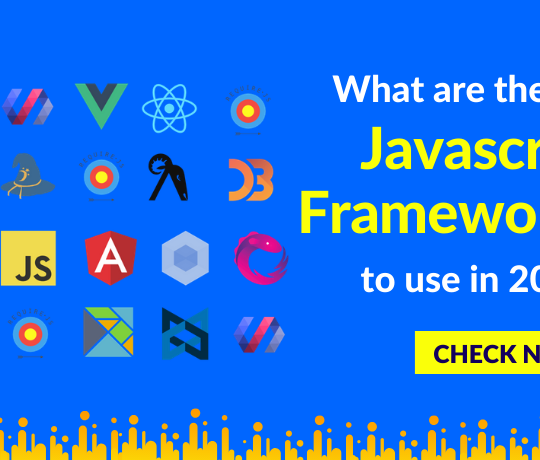 What are the
Javascr
Framewo
to use in 20
JS
CHECK N